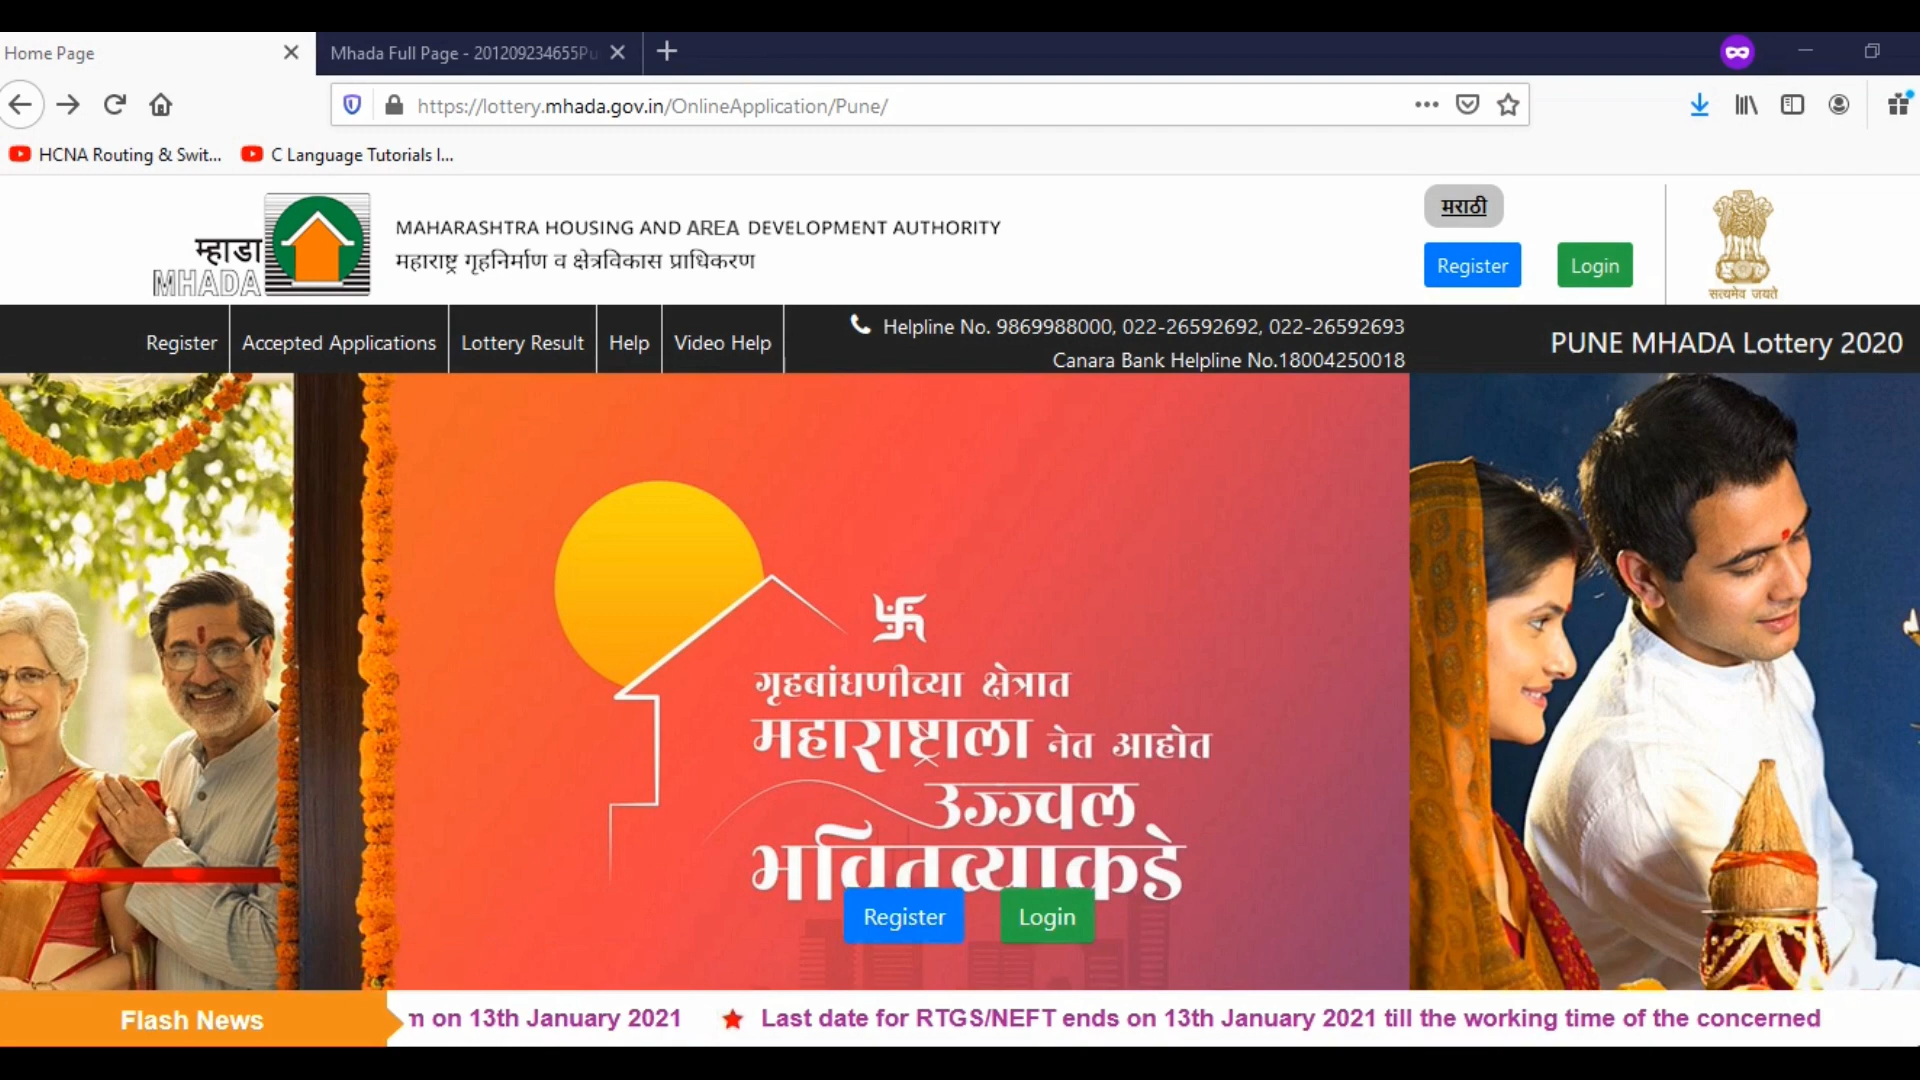 Home Page
Mhada Full Page - 201209234655Pu
https://lottery.mhada.gov.in/OnlineApplication/Pune/
HCNA Routing & Swit...
C Language Tutorials I...
म्हाडा
MHADA
MAHARASHTRA HOUSING AND AREA DEVELOPMENT AUTHORITY
महाराष्ट्र गृहनिर्माण व क्षेत्रविकास प्राधिकरण
मराठी
Register
Login
सत्यमेव जयते
Register
Accepted Applications
Lottery Result
Help
Video Help
Helpline No. 9869988000, 022-26592692, 022-26592693
Canara Bank Helpline No.18004250018
PUNE MHADA Lottery 2020
गृहबांधणीच्या क्षेत्रात
महाराष्ट्राला नेत आहोत
उज्ज्वल
भवितव्याकडे
Register
Login
Flash News
m on 13th January 2021
Last date for RTGS/NEFT ends on 13th January 2021 till the working time of the concerned